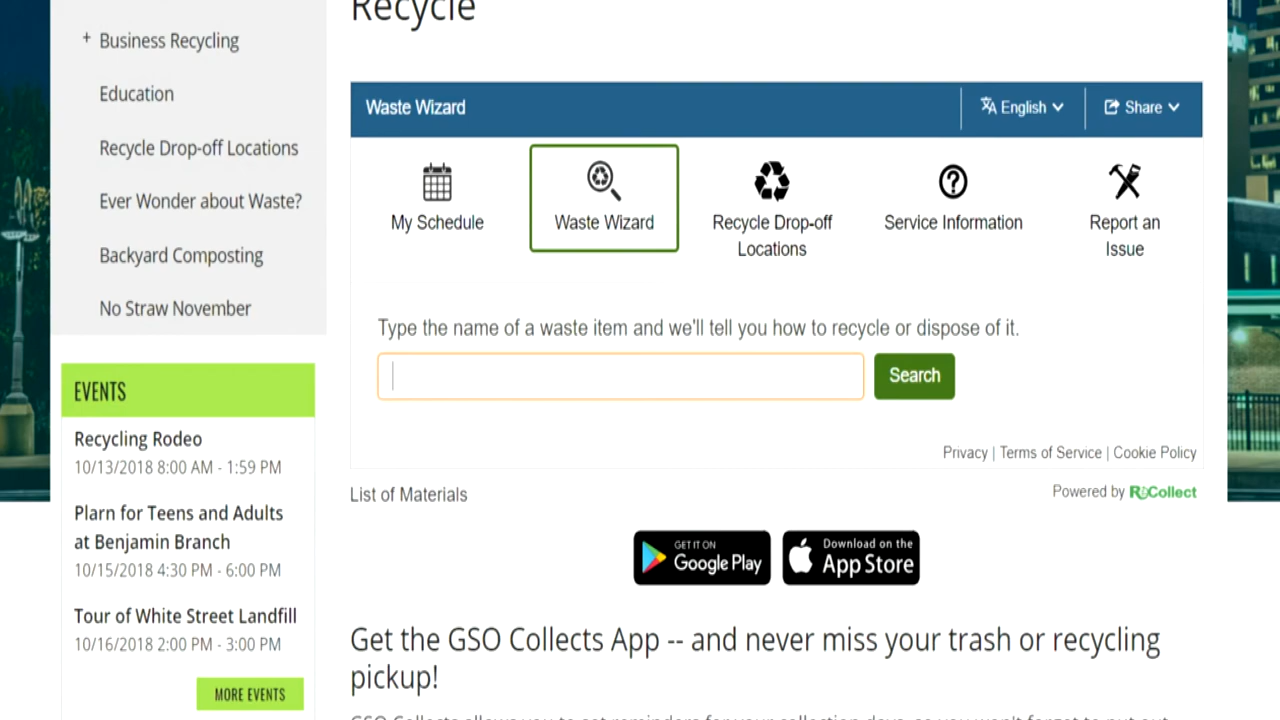 Recycle
+ Business Recycling
Education
Recycle Drop-off Locations
Ever Wonder about Waste?
Backyard Composting
No Straw November
EVENTS
Recycling Rodeo
10/13/2018 8:00 AM - 1:59 PM
Plarn for Teens and Adults
at Benjamin Branch
10/15/2018 4:30 PM - 6:00 PM
Tour of White Street Landfill
10/16/2018 2:00 PM - 3:00 PM
MORE EVENTS
Waste Wizard
English
Share
My Schedule
Waste Wizard
Recycle Drop-off
Locations
Service Information
Report an
Issue
Type the name of a waste item and we'll tell you how to recycle or dispose of it.
Search
Privacy | Terms of Service | Cookie Policy
List of Materials
Powered by ReCollect
GET IT ON
Google Play
Download on the
App Store
Get the GSO Collects App -- and never miss your trash or recycling
pickup!